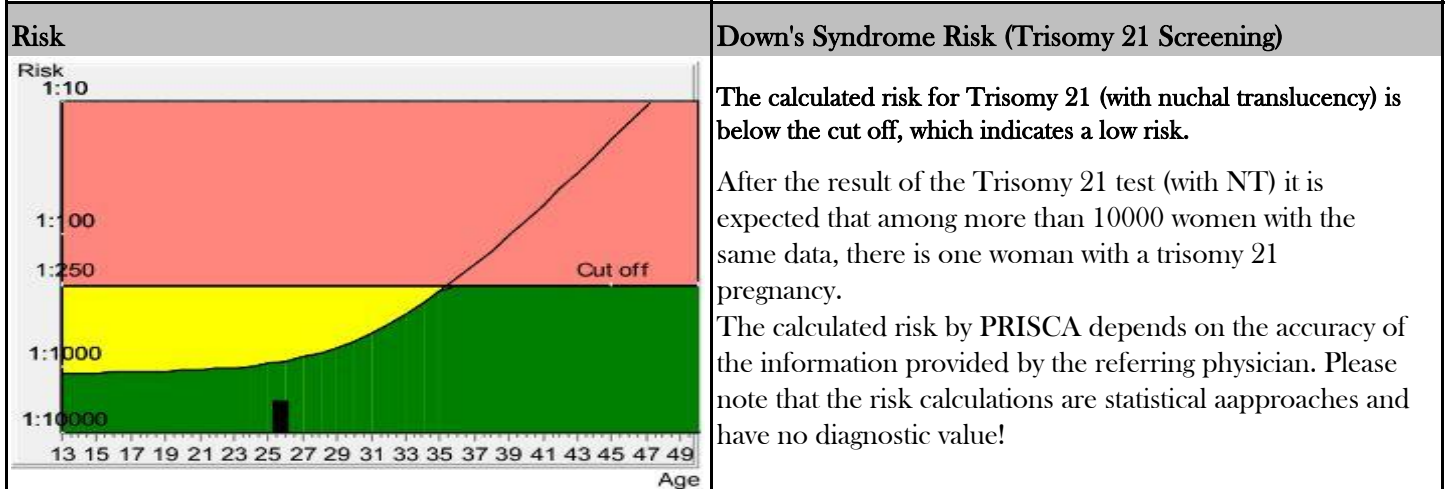 Risk
Down's Syndrome Risk (Trisomy 21 Screening)
Risk
1:10
1:100
1:250
Cut off
1:1000
1:10000
13 15 17 19 21 23 25 27 29 31 33 35 37 39 41 43 45 47 49
Age
The calculated risk for Trisomy 21 (with nuchal translucency) is
below the cut off, which indicates a low risk.
After the result of the Trisomy 21 test (with NT) it is
expected that among more than 10000 women with the
same data, there is one woman with a trisomy 21
pregnancy.
The calculated risk by PRISCA depends on the accuracy of
the information provided by the referring physician. Please
note that the risk calculations are statistical aapproaches and
have no diagnostic value!